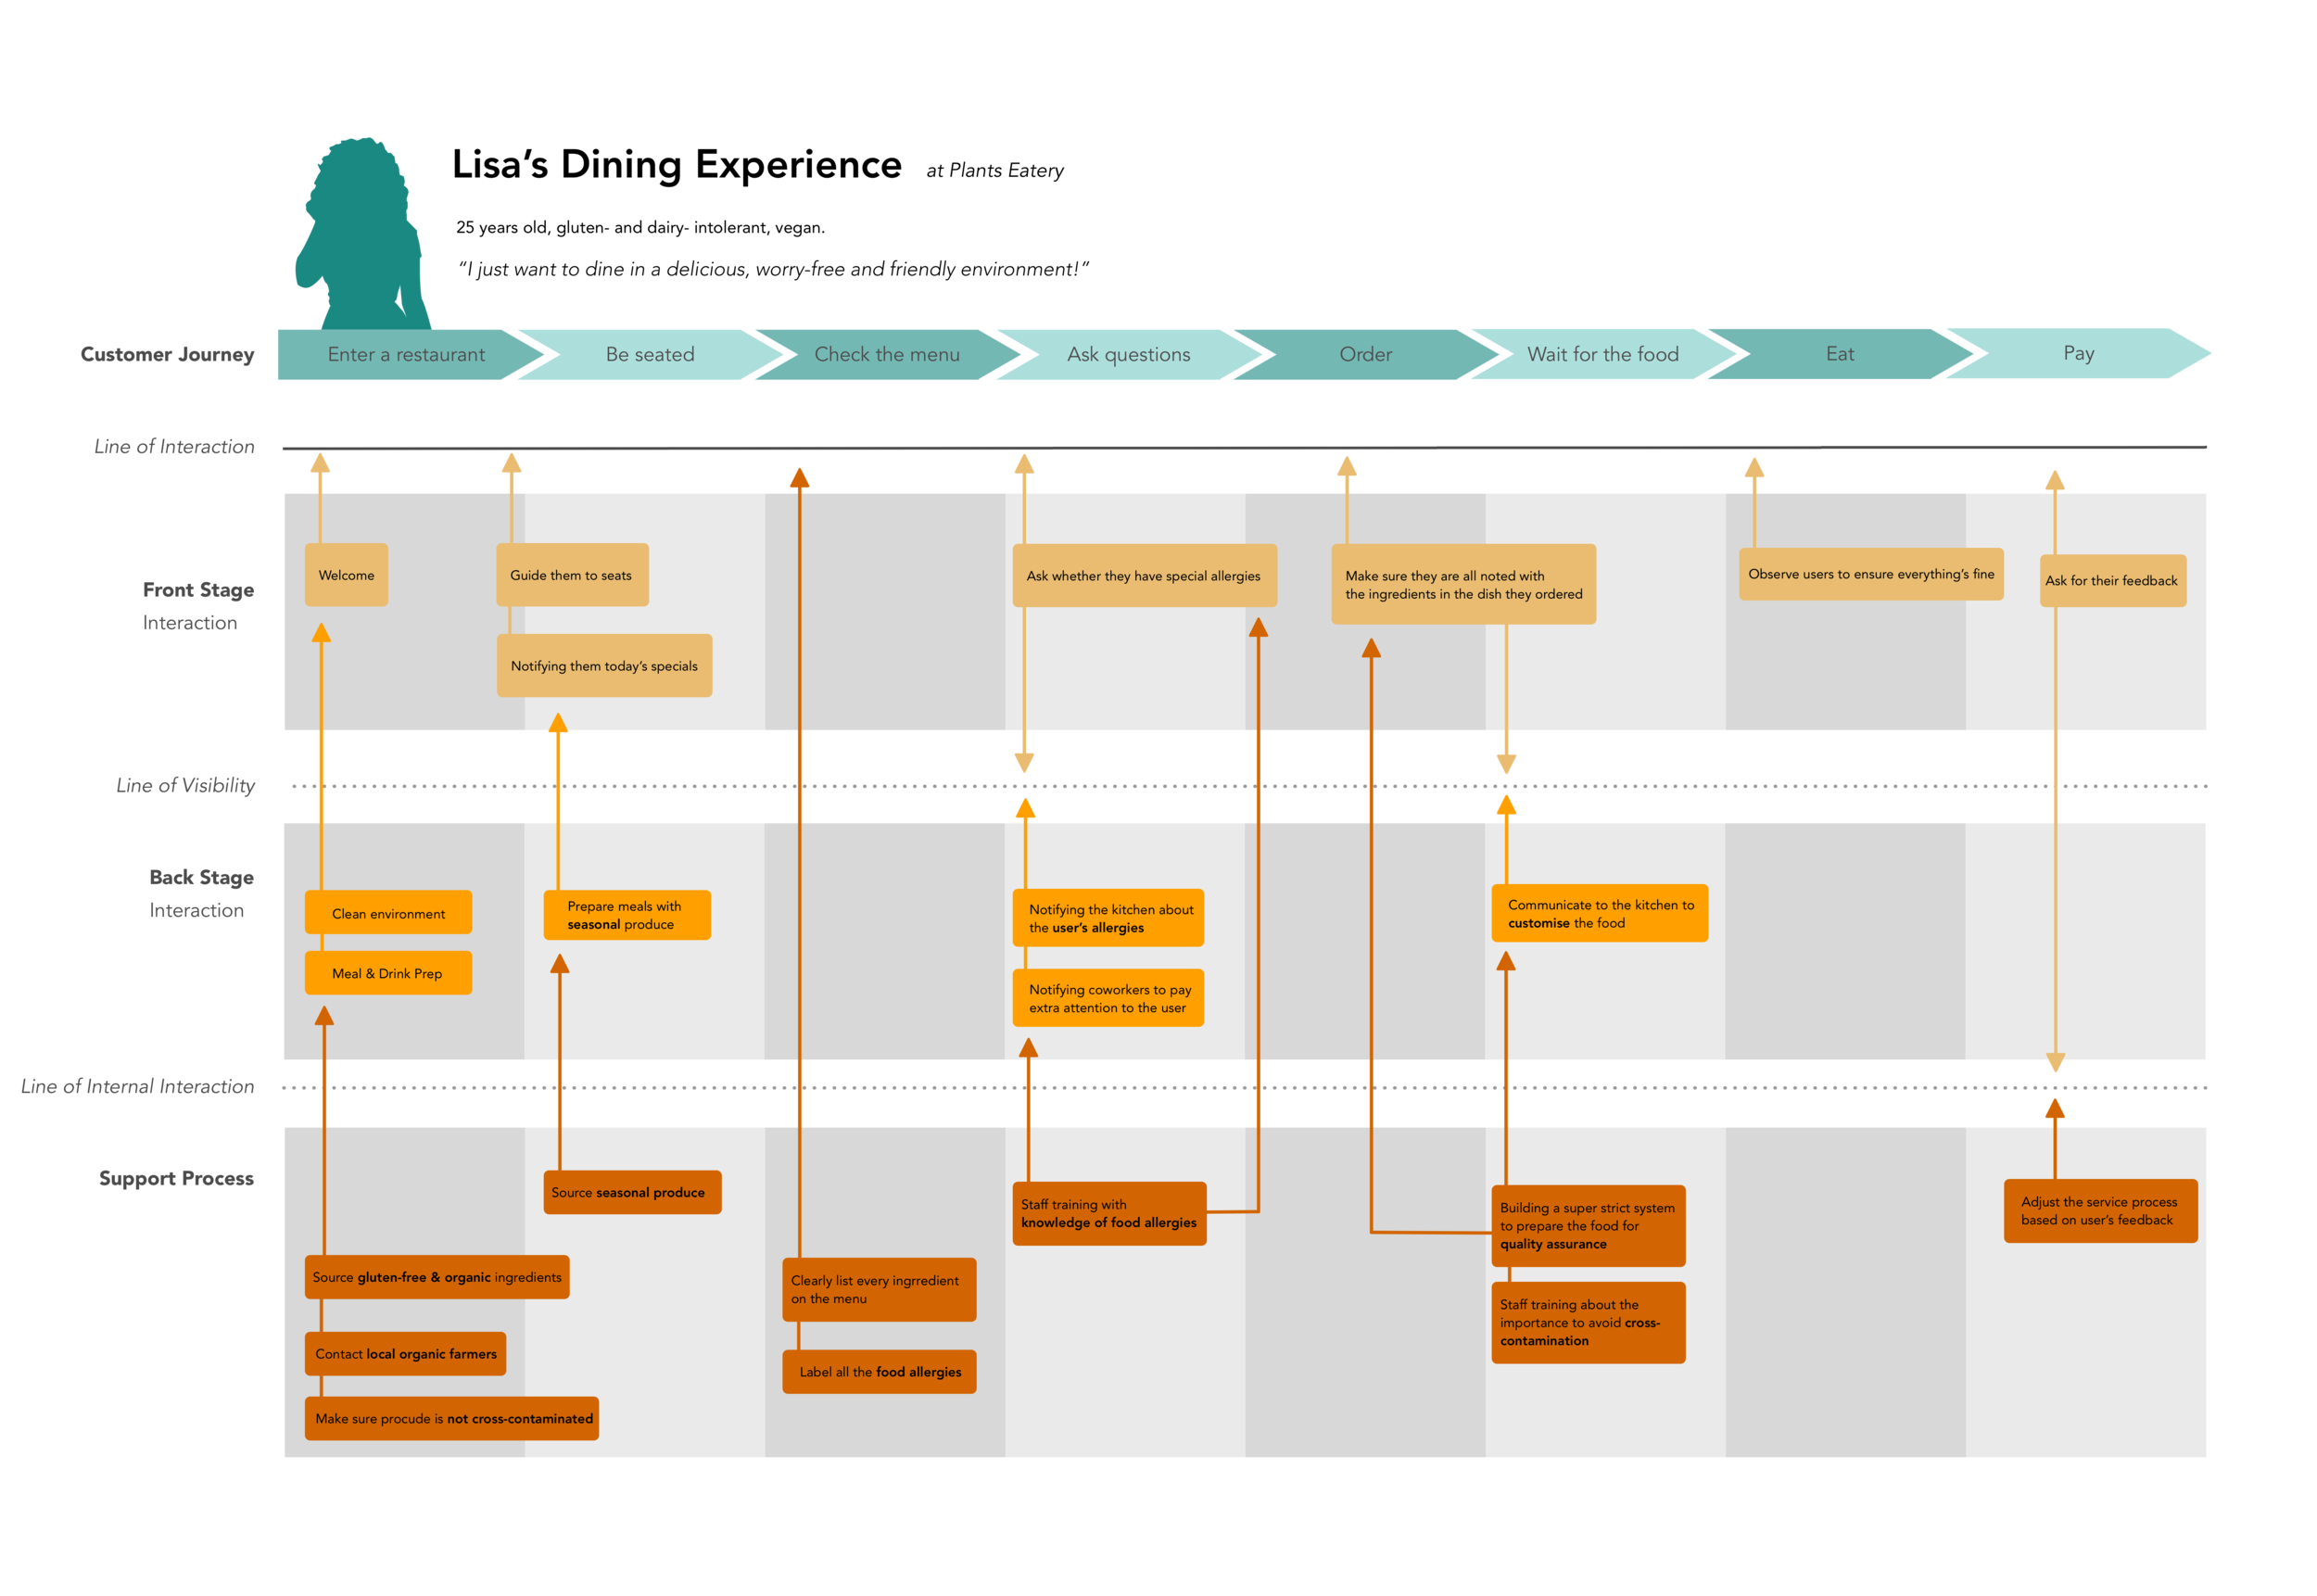 Lisa‘s Dining Experience at Plants Eatery
25 years old, gluten- and dairy- intolerant, vegan.
“I just want to dine in a delicious, worry-free and friendly environment!”
Customer Journey
Enter a restaurant
Be seated
Check the menu
Ask questions
Order
Wait for the food
Eat
Pay
Line of Interaction
Front Stage
Interaction
Welcome
Guide them to seats
Notifying them today’s specials
Ask whether they have special allergies
Make sure they are all noted with
the ingredients in the dish they ordered
Observe users to ensure everything’s fine
Ask for their feedback
Line of Visibility
Back Stage
Interaction
Clean environment
Meal & Drink Prep
Prepare meals with
seasonal produce
Notifying the kitchen about
the user’s allergies
Notifying coworkers to pay
extra attention to the user
Communicate to the kitchen to
customise the food
Line of Internal Interaction
Support Process
Source gluten-free & organic ingredients
Contact local organic farmers
Make sure procude is not cross-contaminated
Source seasonal produce
Clearly list every ingrredient
on the menu
Label all the food allergies
Staff training with
knowledge of food allergies
Building a super strict system
to prepare the food for
quality assurance
Staff training about the
importance to avoid cross-
contamination
Adjust the service process
based on user’s feedback